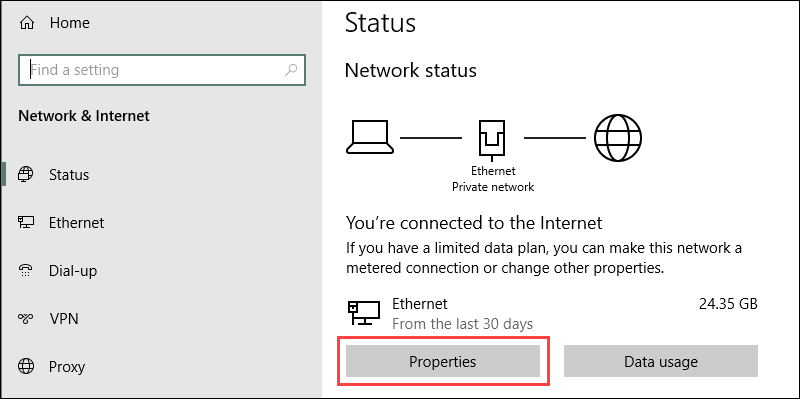 Home
Find a setting
Network & Internet
Status
Ethernet
Dial-up
VPN
Proxy
Status
Network status
Ethernet
Private network
You're connected to the Internet
If you have a limited data plan, you can make this network a
metered connection or change other properties.
Ethernet
24.35 GB
From the last 30 days
Properties
Data usage